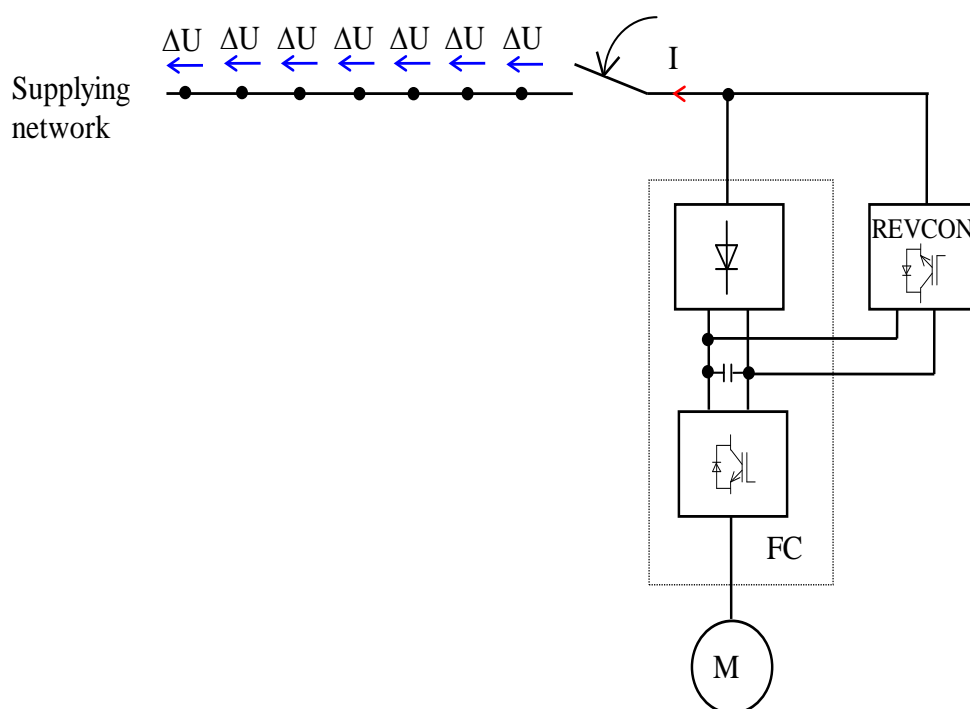 ΔU ΔU ΔU ΔU ΔU ΔU ΔU
I
Supplying
network
REVCON
FC
M